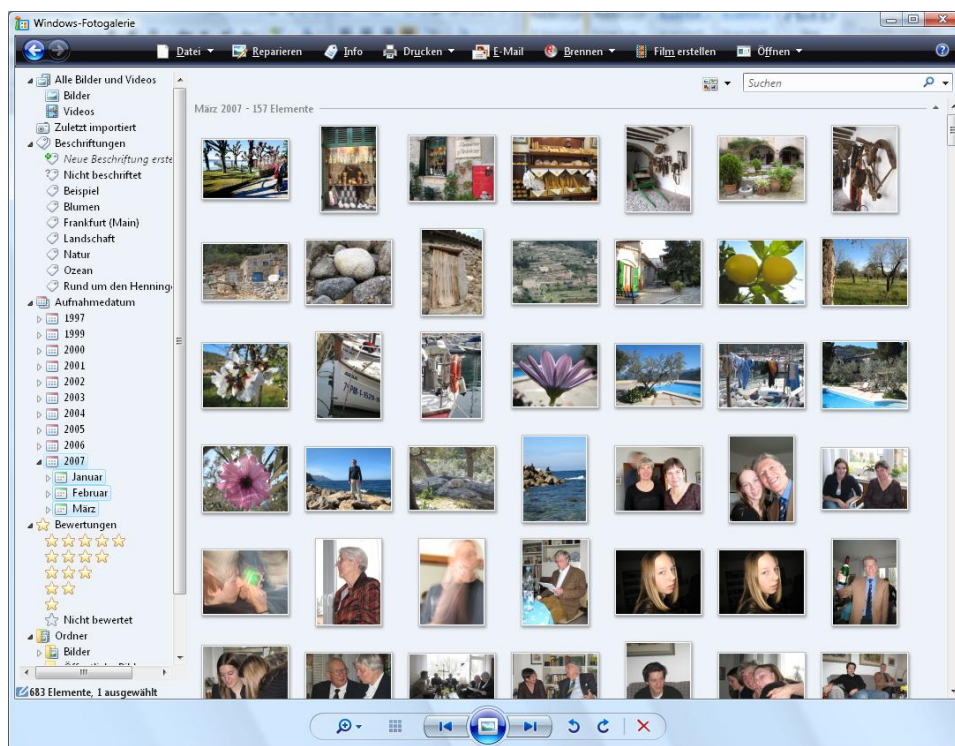 Windows-Fotogalerie
Datei Reparieren Info Drucken E-Mail Brennen Film erstellen Öffnen
Suchen
Alle Bilder und Videos
Bilder
Videos
Zuletzt importiert
Beschriftungen
Neue Beschriftung erste
Nicht beschriftet
Beispiel
Blumen
Frankfurt (Main)
Landschaft
Natur
Ozean
Rund um den Henninge
Aufnahmedatum
1997
1999
2000
2001
2002
2003
2004
2005
2006
2007
Januar
Februar
März
Bewertungen
Nicht bewertet
Ordner
Bilder
März 2007 - 157 Elemente
683 Elemente, 1 ausgewählt